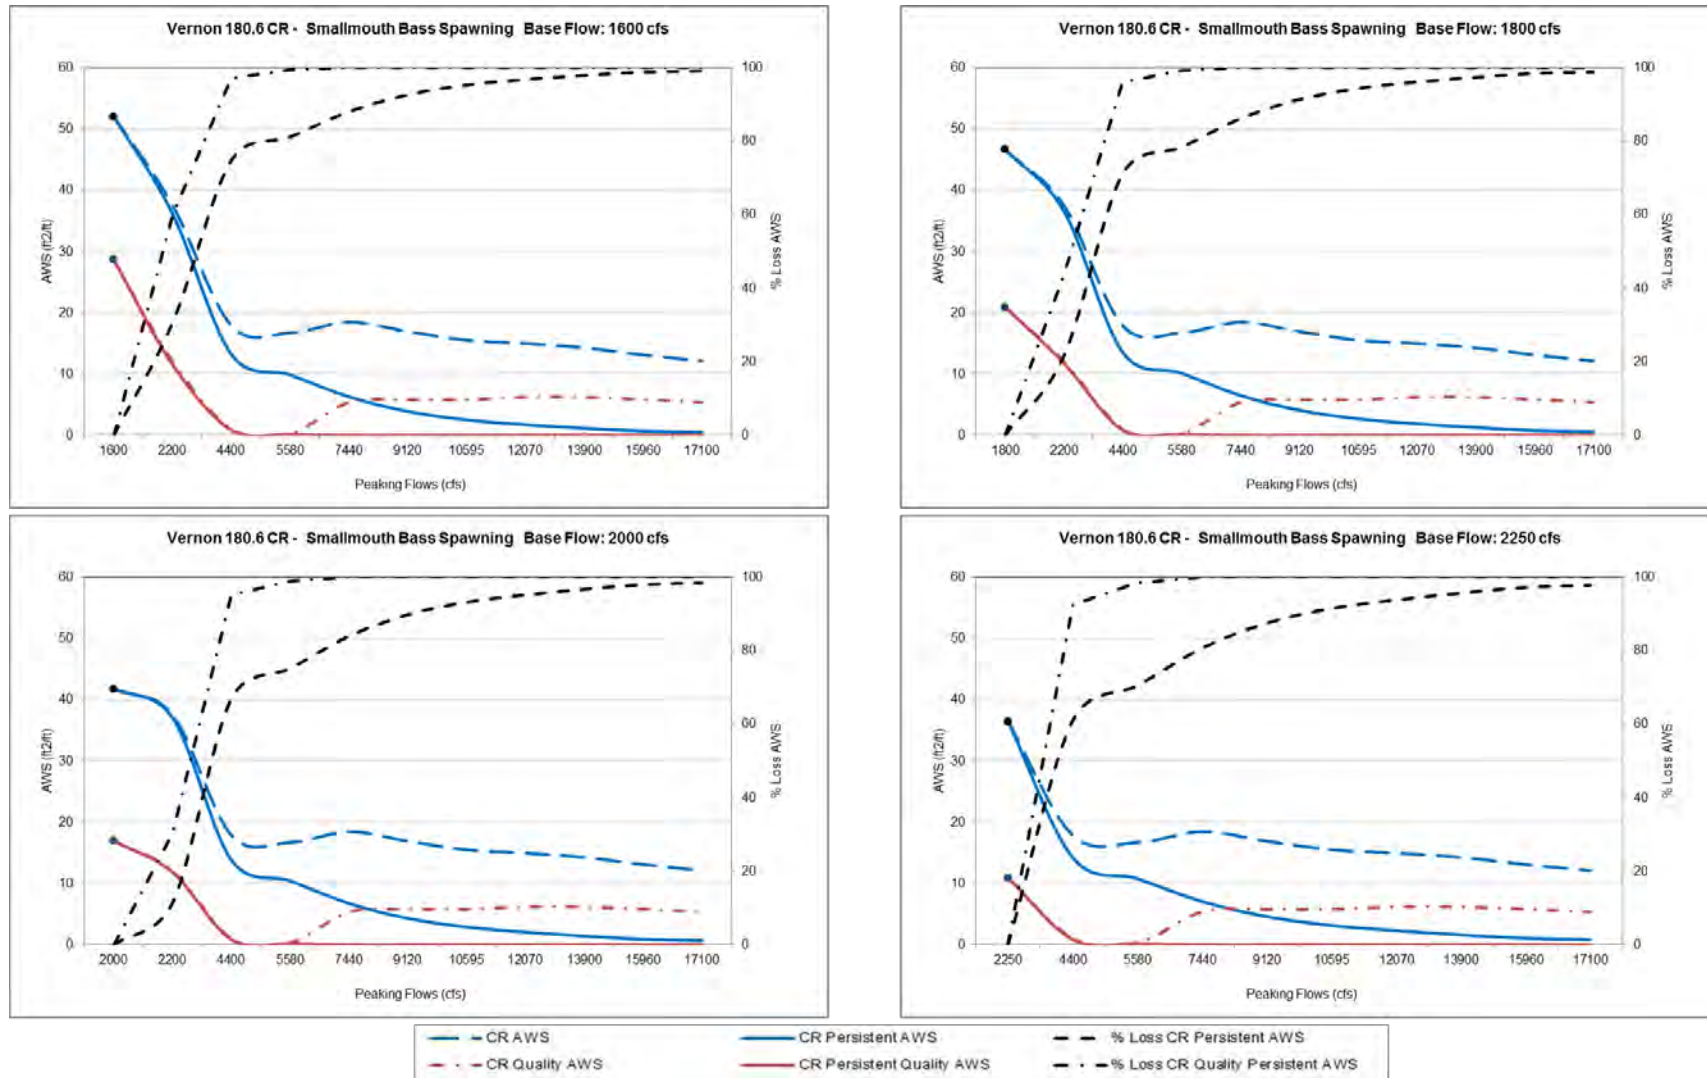 Vernon 180.6 CR - Smallmouth Bass Spawning Base Flow: 1600 cfs
60
50
40
30
20
10
0
AWS (ft2/ft)
100
80
60
40
20
0
% Loss AWS
1600 2200 4400 5580 7440 9120 10595 12070 13900 15960 17100
Peaking Flows (cfs)
Vernon 180.6 CR - Smallmouth Bass Spawning Base Flow: 1800 cfs
60
50
40
30
20
10
0
AWS (ft2/ft)
100
80
60
40
20
0
% Loss AWS
1800 2200 4400 5580 7440 9120 10595 12070 13900 15960 17100
Peaking Flows (cfs)
Vernon 180.6 CR - Smallmouth Bass Spawning Base Flow: 2000 cfs
60
50
40
30
20
10
0
AWS (ft2/ft)
100
80
60
40
20
0
% Loss AWS
2000 2200 4400 5580 7440 9120 10595 12070 13900 15960 17100
Peaking Flows (cfs)
Vernon 180.6 CR - Smallmouth Bass Spawning Base Flow: 2250 cfs
60
50
40
30
20
10
0
AWS (ft2/ft)
100
80
60
40
20
0
% Loss AWS
2250 4400 5580 7440 9120 10595 12070 13900 15960 17100
Peaking Flows (cfs)
CR AWS CR Persistent AWS % Loss CR Persistent AWS
CR Quality AWS CR Persistent Quality AWS % Loss CR Quality Persistent AWS